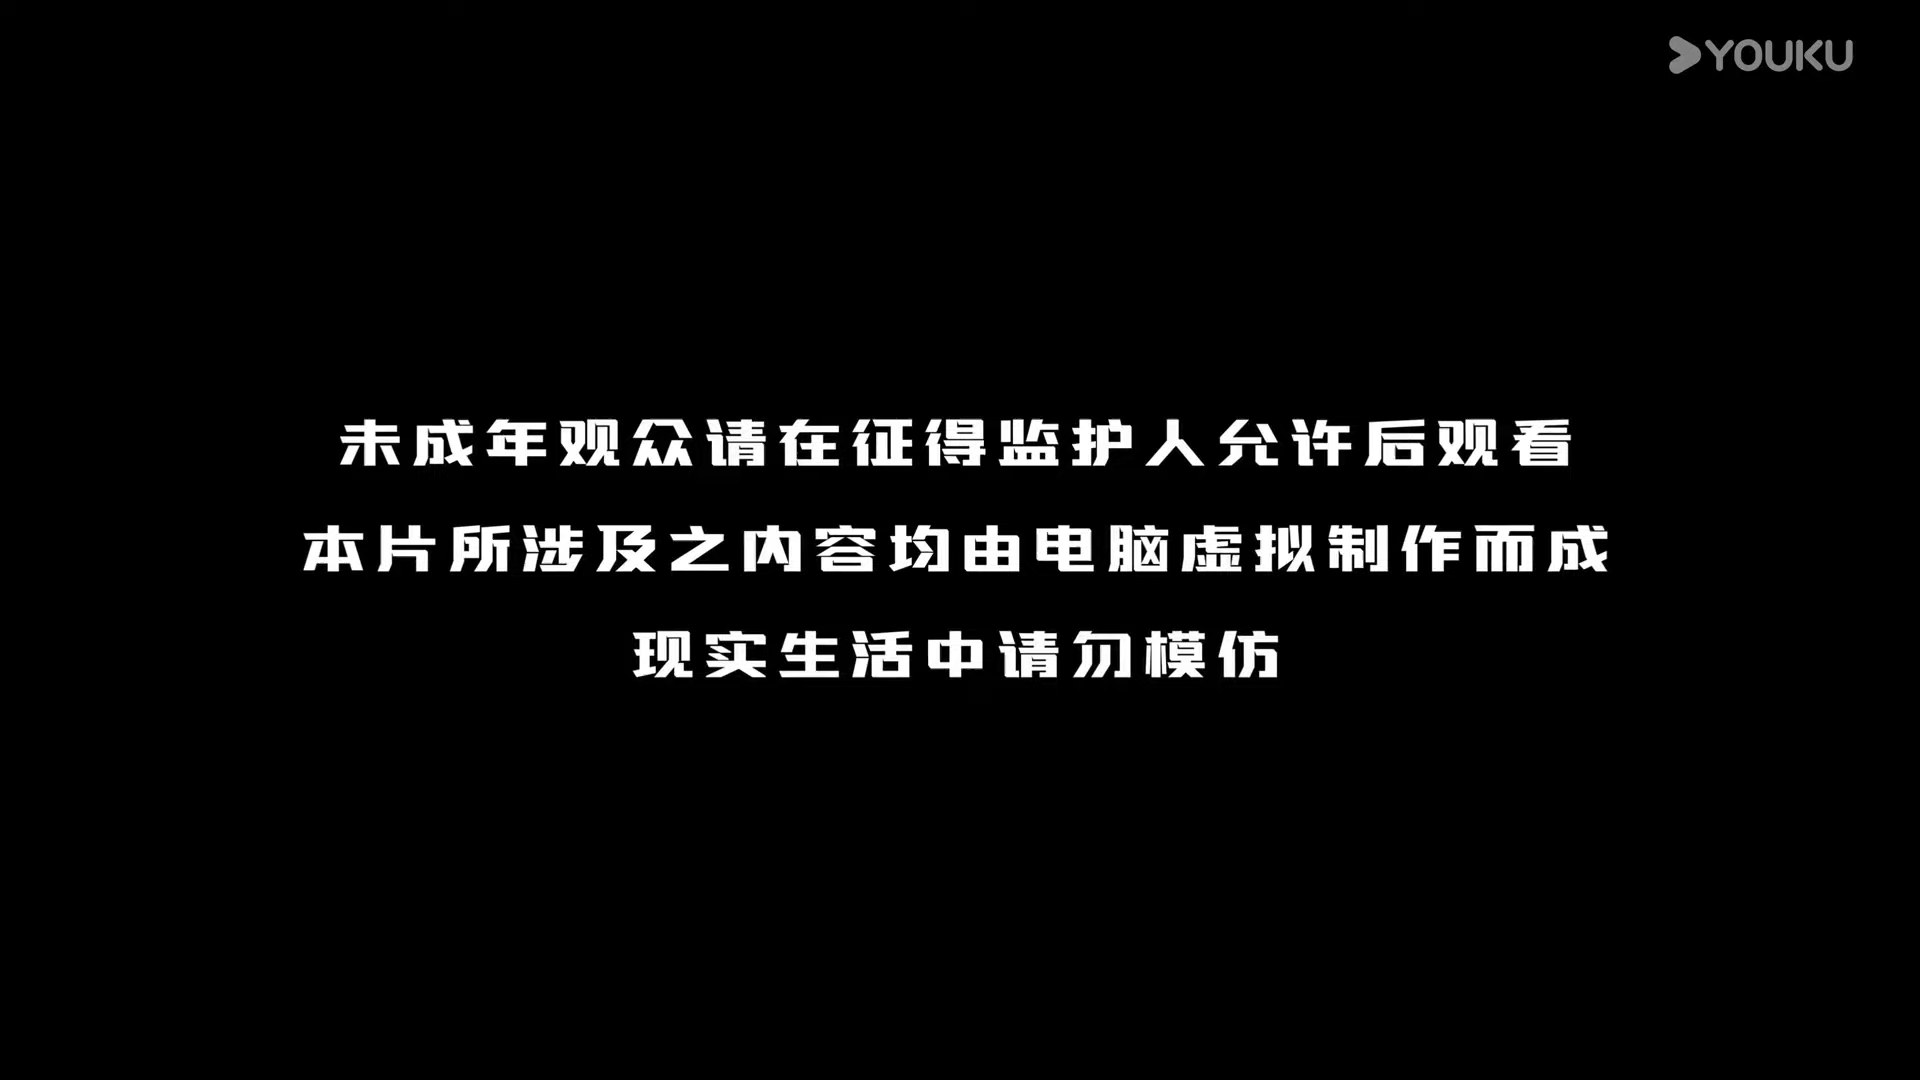 YOUKU
未成年观众请在征得监护人允许后观看
本片所涉及之内容均由电脑虚拟制作而成
现实生活中请勿模仿